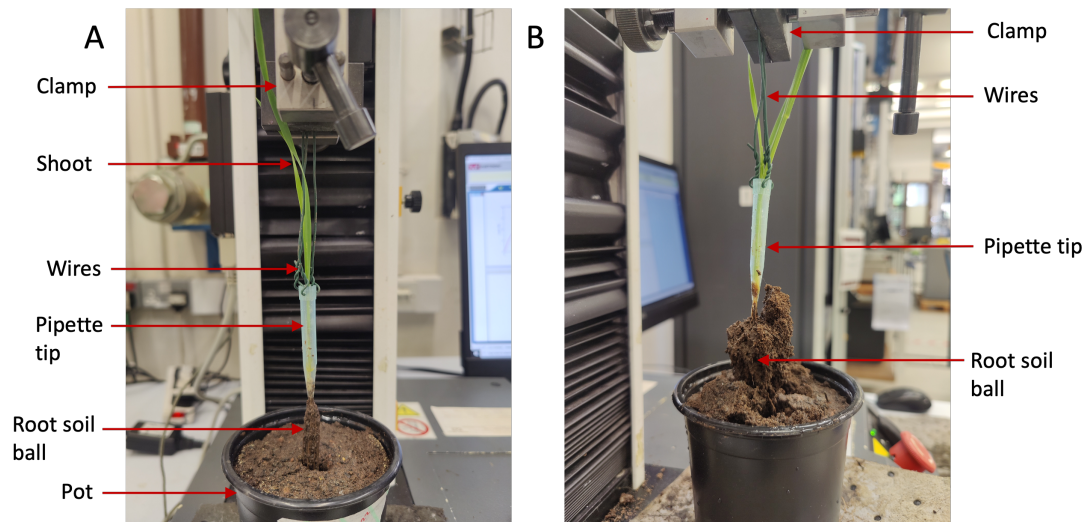 A
Clamp
Shoot
Wires
Pipette
tip
Root soil
ball
Pot
B
Clamp
Wires
Pipette tip
Root soil
ball